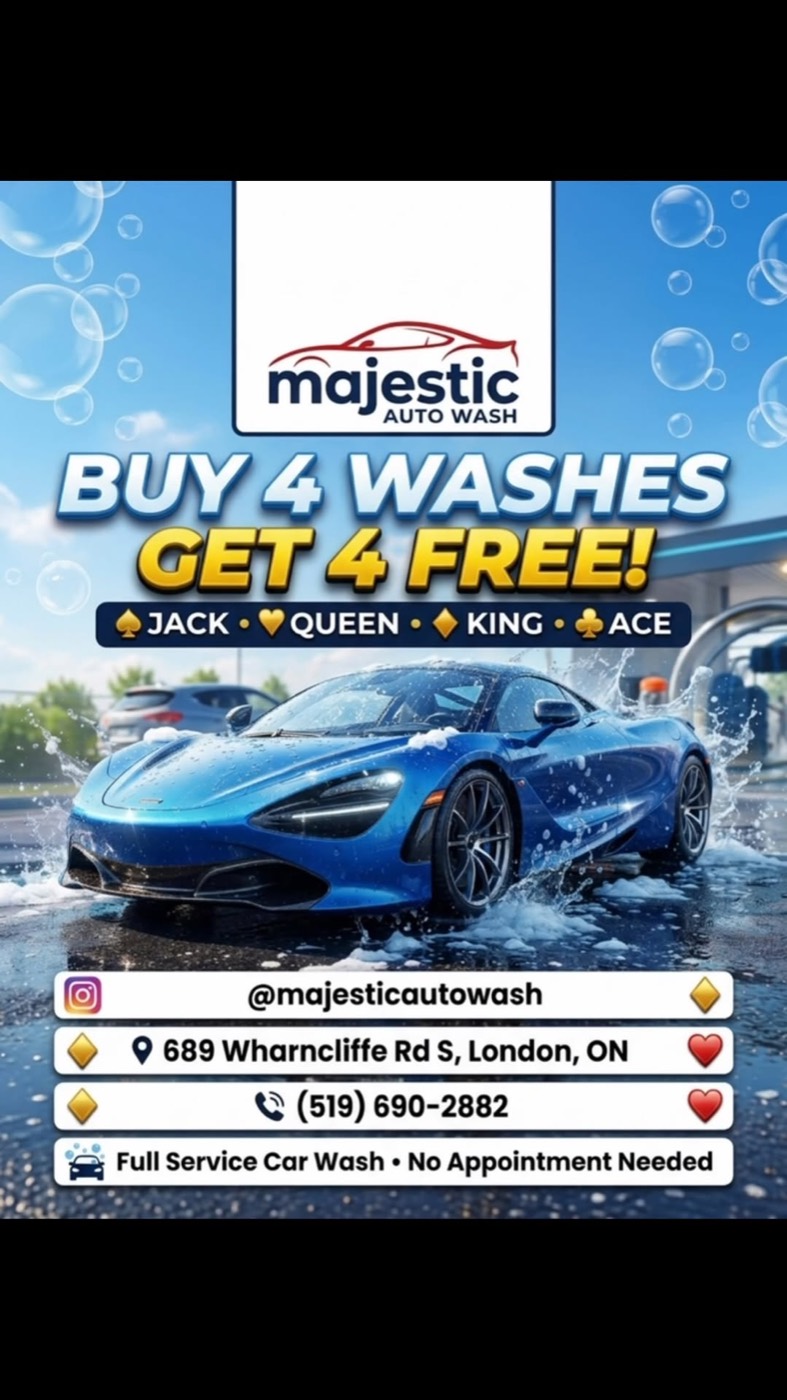 majestic
AUTO WASH
BUY 4 WASHES
GET 4 FREE!
♠JACK • ♥QUEEN • ♦KING • ♣ACE
@majesticautowash
689 Wharncliffe Rd S, London, ON
(519) 690-2882
Full Service Car Wash • No Appointment Needed